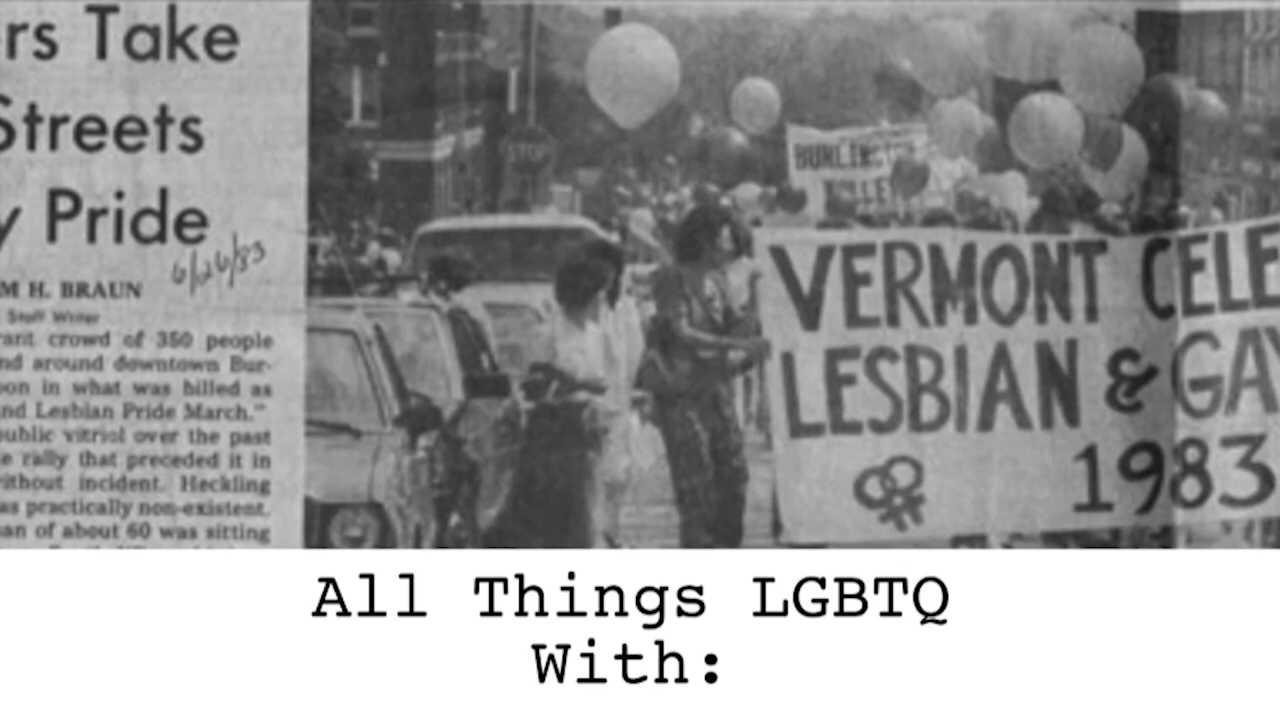 rs Take
Streets
y Pride
6/26/83
M H. BRAUN
Staff Writer
rant crowd of 350 people
nd around downtown Bur-
oon in what was billed as
nd Lesbian Pride March."
public vitriol over the past
e rally that preceded it in
without incident. Heckling
as practically non-existent.
an of about 60 was sitting
STOP
VERMONT CELE
LESBIAN & GAY
1983
All Things LGBTQ
With: